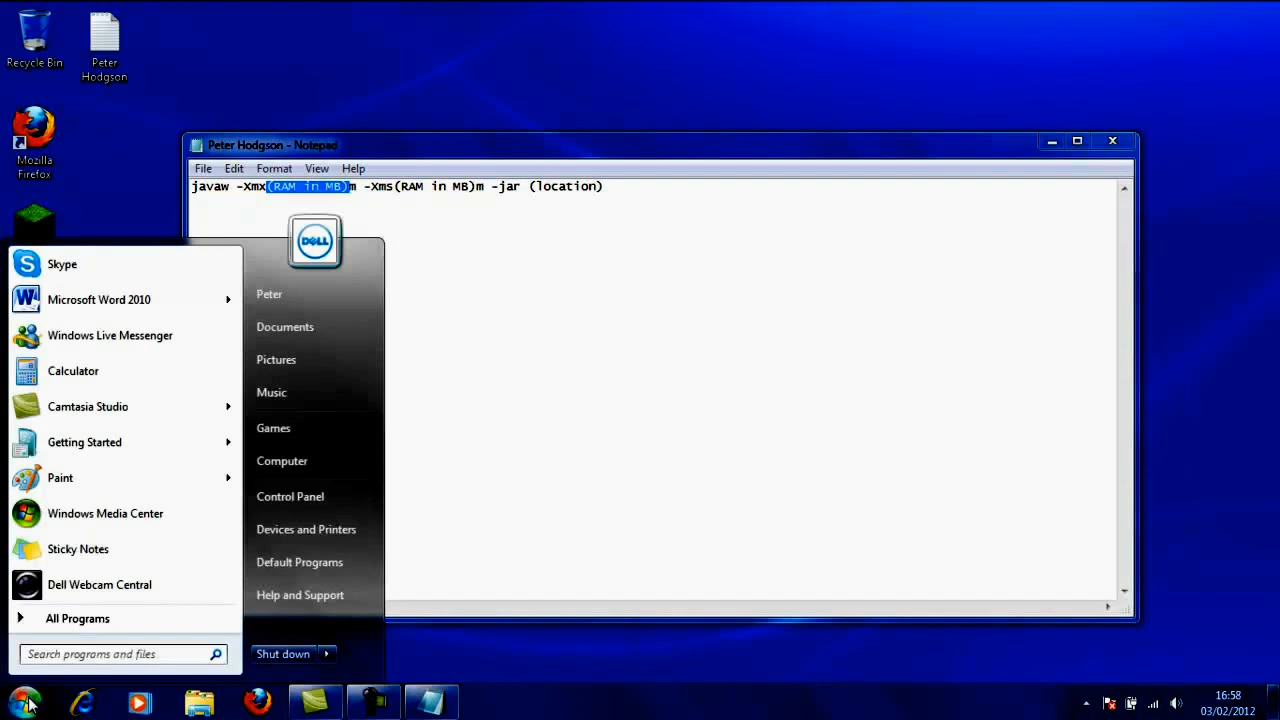 Recycle Bin
Peter
Hodgson
Mozilla
Firefox
Peter Hodgson - Notepad
File Edit Format View Help
javaw -Xmx(RAM in MB)m -Xms(RAM in MB)m -jar (location)
DELL
Skype
Microsoft Word 2010
Windows Live Messenger
Calculator
Camtasia Studio
Getting Started
Paint
Windows Media Center
Sticky Notes
Dell Webcam Central
All Programs
Search programs and files
Peter
Documents
Pictures
Music
Games
Computer
Control Panel
Devices and Printers
Default Programs
Help and Support
Shut down
16:58
03/02/2012